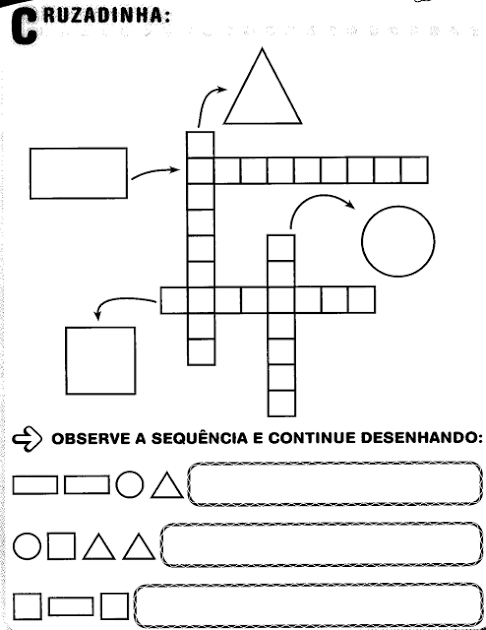 CRUZADINHA:
OBSERVE A SEQUÊNCIA E CONTINUE DESENHANDO: